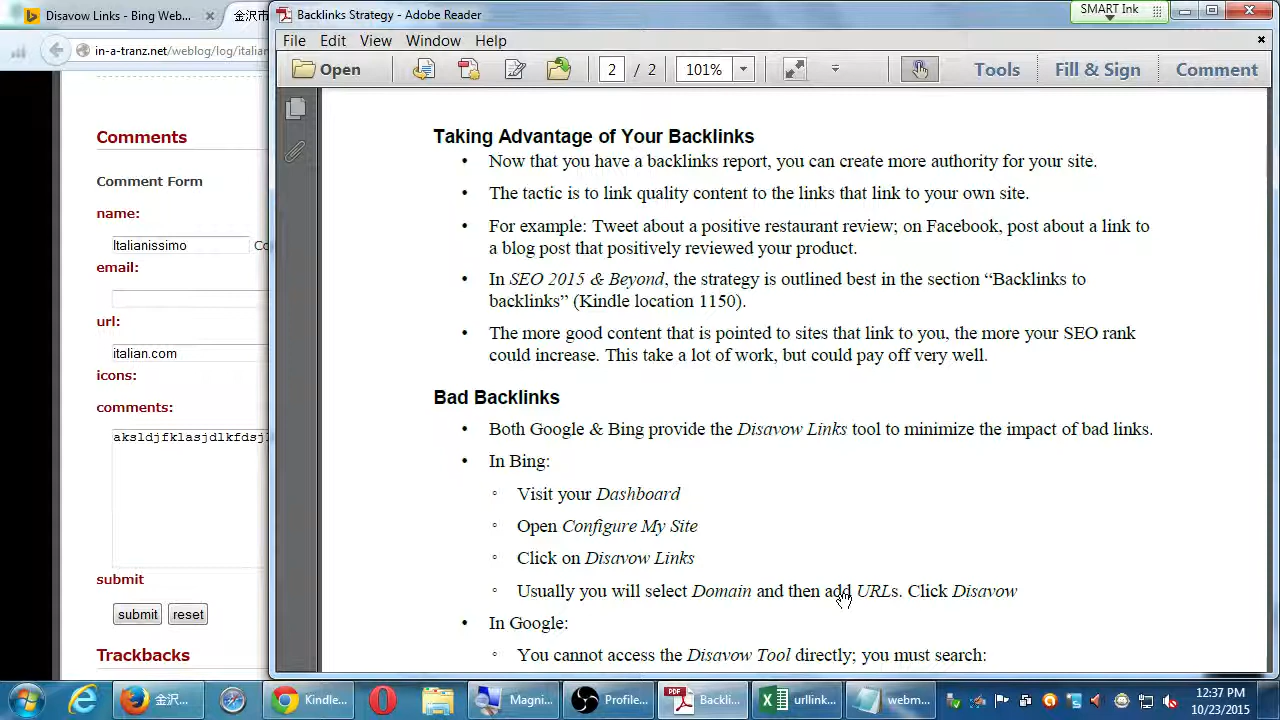 Disavow Links - Bing Web...
金沢市
in-a-tranz.net/weblog/log/italian
Comments
Comment Form
name:
Italianissimo
Co
email:
url:
italian.com
icons:
comments:
submit
submit reset
Trackbacks
Backlinks Strategy - Adobe Reader
SMART Ink
File Edit View Window Help
Open 2 / 2 101% Tools Fill & Sign Comment
Taking Advantage of Your Backlinks
• Now that you have a backlinks report, you can create more authority for your site.
• The tactic is to link quality content to the links that link to your own site.
• For example: Tweet about a positive restaurant review; on Facebook, post about a link to
a blog post that positively reviewed your product.
• In SEO 2015 & Beyond, the strategy is outlined best in the section “Backlinks to
backlinks” (Kindle location 1150).
• The more good content that is pointed to sites that link to you, the more your SEO rank
could increase. This take a lot of work, but could pay off very well.
Bad Backlinks
• Both Google & Bing provide the Disavow Links tool to minimize the impact of bad links.
• In Bing:
◦ Visit your Dashboard
◦ Open Configure My Site
◦ Click on Disavow Links
◦ Usually you will select Domain and then add URLs. Click Disavow
• In Google:
◦ You cannot access the Disavow Tool directly; you must search:
金沢... Kindle... Magni... Profile... Backli... urllink... webm...
12:37 PM
10/23/2015